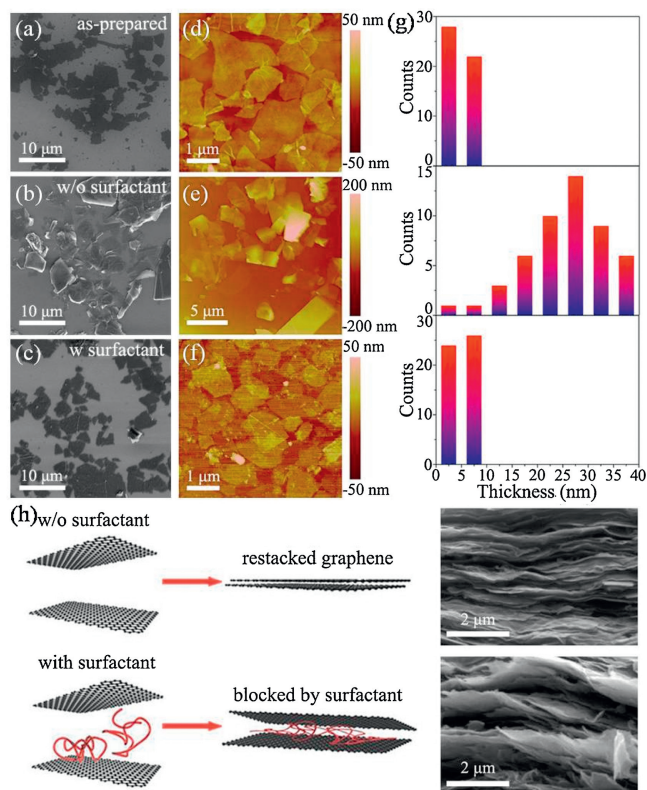 (a) as-prepared
10 μm
(d)
1 μm
50 nm
-50 nm
(g)
30
20
10
0
Counts
(b) w/o surfactant
10 μm
(e)
5 μm
200 nm
-200 nm
15
10
5
0
Counts
(c) w surfactant
10 μm
(f)
1 μm
50 nm
-50 nm
30
20
10
0
Counts
0 5 10 15 20 25 30 35 40
Thickness (nm)
(h) w/o surfactant
restacked graphene
2 μm
with surfactant
blocked by surfactant
2 μm